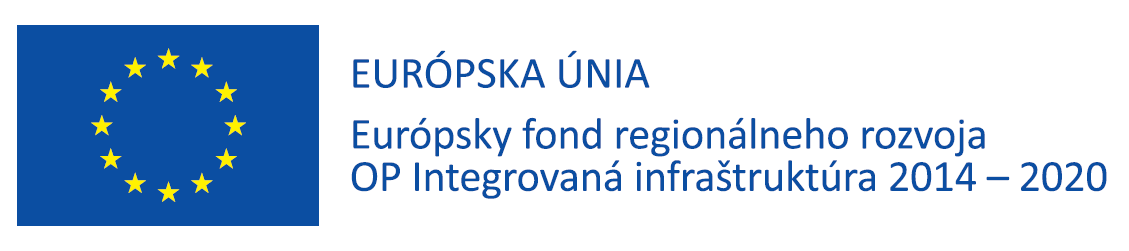 EURÓPSKA ÚNIA
Európsky fond regionálneho rozvoja
OP Integrovaná infraštruktúra 2014 – 2020